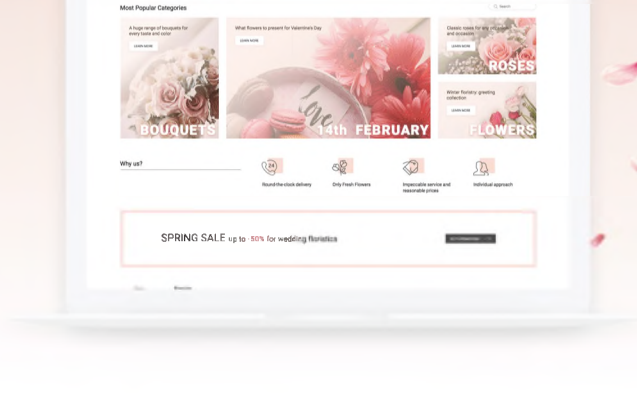 Most Popular Categories
Search
A huge range of bouquets for
every taste and color
LEARN MORE
BOUQUETS
What flowers to present for Valentine's Day
LEARN MORE
Love
14th FEBRUARY
Classic roses for any
and occasion
LEARN MORE
ROSES
Winter floristry: greeting
collection
LEARN MORE
FLOWERS
Why us?
24
Round-the-clock delivery
Only Fresh Flowers
Impeccable service and
reasonable prices
Individual approach
SPRING SALE up to -50% for wedding floristics